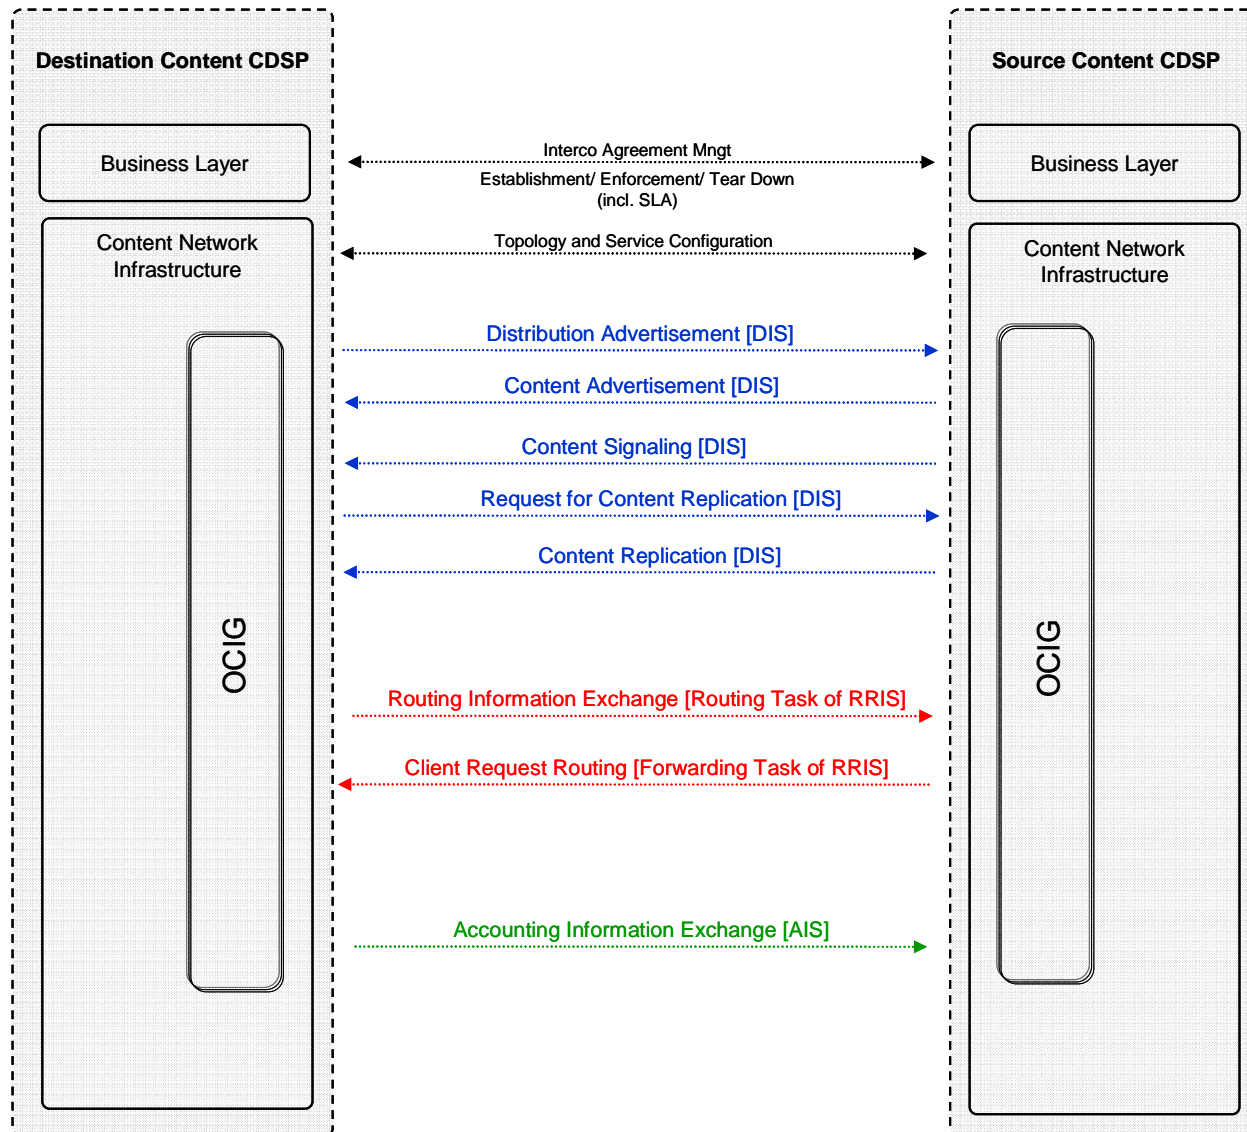 Destination Content CDSP
Source Content CDSP
Business Layer
Interco Agreement Mngt
Establishment/ Enforcement/ Tear Down
(incl. SLA)
Business Layer
Content Network
Infrastructure
Topology and Service Configuration
Content Network
Infrastructure
Distribution Advertisement [DIS]
Content Advertisement [DIS]
Content Signaling [DIS]
Request for Content Replication [DIS]
Content Replication [DIS]
OCIG
OCIG
Routing Information Exchange [Routing Task of RRIS]
Client Request Routing [Forwarding Task of RRIS]
Accounting Information Exchange [AIS]